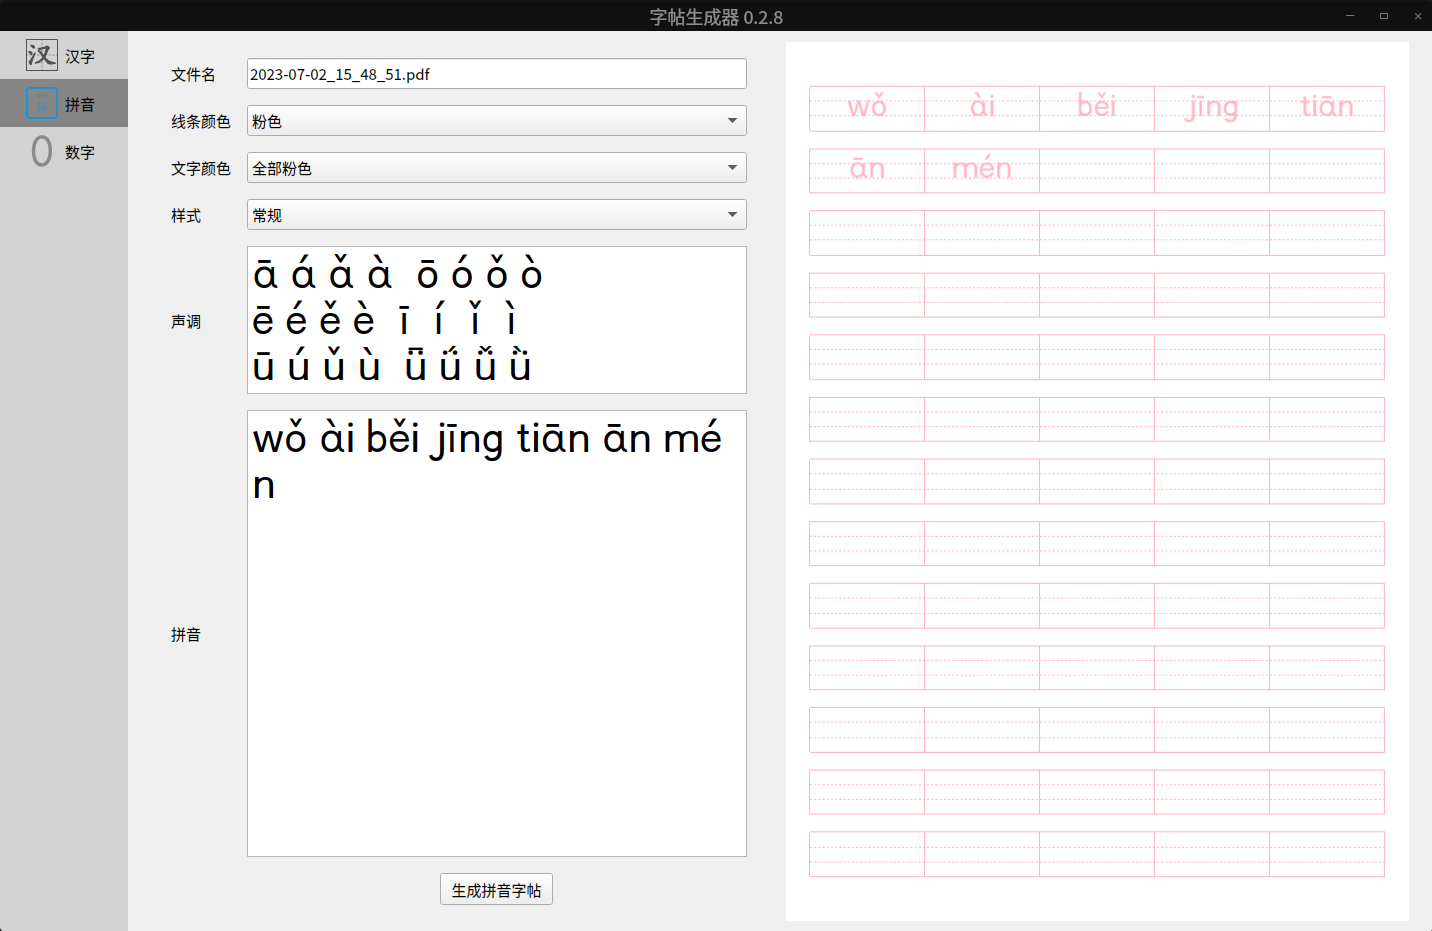 字帖生成器 0.2.8
汉 汉字
拼音
0 数字
文件名 2023-07-02_15_48_51.pdf
线条颜色 粉色
文字颜色 全部粉色
样式 常规
声调
ā á ǎ à ō ó ǒ ò
ē é ě è ī í ǐ ì
ū ú ǔ ù ǖ ǘ ǚ ǜ
拼音
wǒ ài běi jīng tiān ān mé
n
生成拼音字帖
wǒ ài běi jīng tiān
ān mén